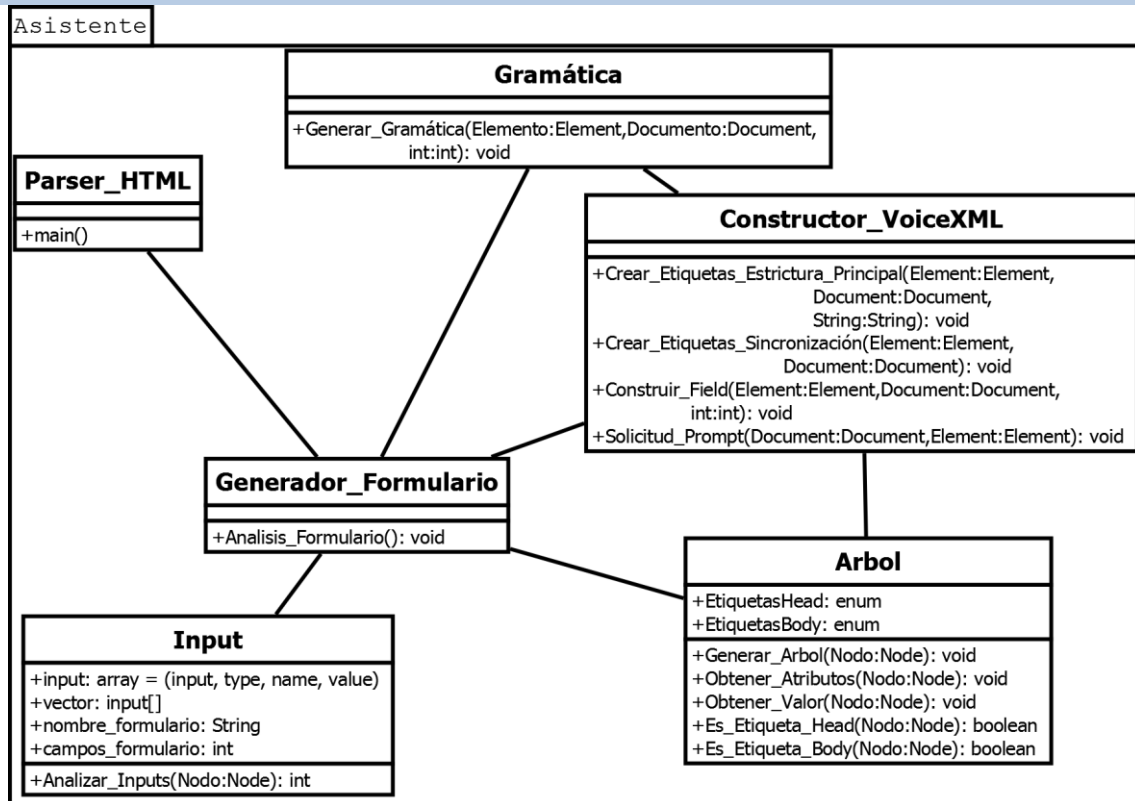 Asistente
Gramática
+Generar_Gramática(Elemento:Element,Documento:Document,
int:int): void
Parser_HTML
+main()
Constructor_VoiceXML
+Crear_Etiquetas_Estrictura_Principal(Element:Element,
Document:Document,
String:String): void
+Crear_Etiquetas_Sincronización(Element:Element,
Document:Document): void
+Construir_Field(Element:Element,Document:Document,
int:int): void
+Solicitud_Prompt(Document:Document,Element:Element): void
Generador_Formulario
+Analisis_Formulario(): void
Arbol
+EtiquetasHead: enum
+EtiquetasBody: enum
+Generar_Arbol(Nodo:Node): void
+Obtener_Atributos(Nodo:Node): void
+Obtener_Valor(Nodo:Node): void
+Es_Etiqueta_Head(Nodo:Node): boolean
+Es_Etiqueta_Body(Nodo:Node): boolean
Input
+input: array = (input, type, name, value)
+vector: input[]
+nombre_formulario: String
+campos_formulario: int
+Analizar_Inputs(Nodo:Node): int